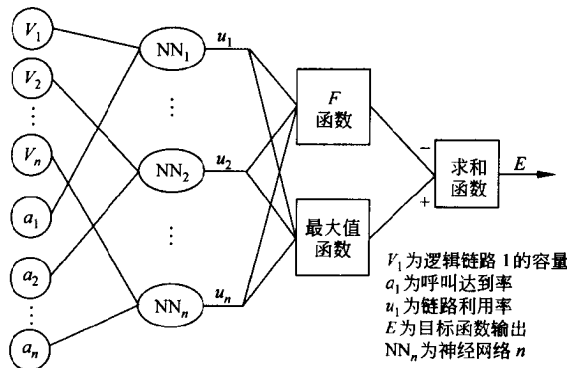 V₁
V₂
⋮
Vₙ
a₁
a₂
⋮
aₙ
NN₁
⋮
NN₂
⋮
NNₙ
u₁
u₂
uₙ
F
函数
最大值
函数
−
+
求和
函数
E
V₁为逻辑链路 1 的容量
a₁为呼叫达到率
u₁为链路利用率
E为目标函数输出
NNₙ为神经网络 n